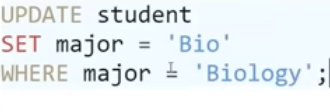 UPDATE student
SET major = 'Bio'
WHERE major = 'Biology';